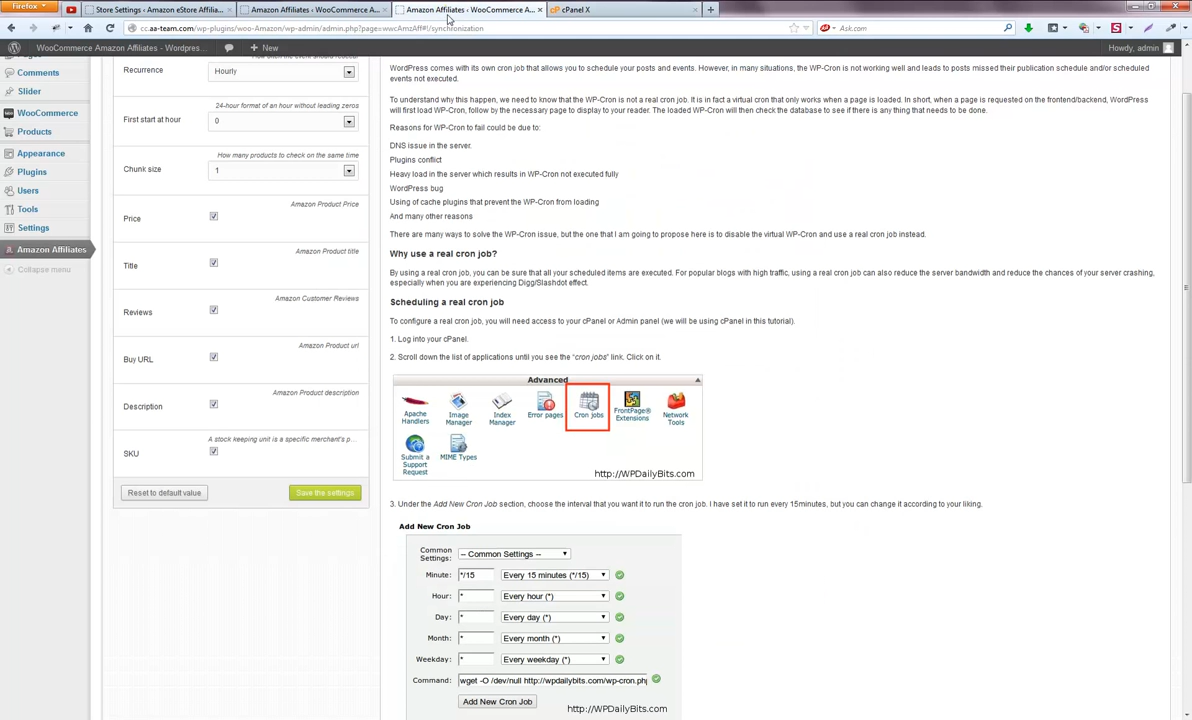 Firefox
Store Settings ‹ Amazon eStore Affilia...
Amazon Affiliates ‹ WooCommerce A...
Amazon Affiliates ‹ WooCommerce A...
cPanel X
cc.aa-team.com/wp-plugins/woo-Amazon/wp-admin/admin.php?page=wwcAmzAff#!/synchronization
Ask.com
WooCommerce Amazon Affiliates - Wordpres...
+ New
Howdy, admin
Comments
Slider
WooCommerce
Products
Appearance
Plugins
Users
Tools
Settings
Amazon Affiliates
Collapse menu
Recurrence
Hourly
24-hour format of an hour without leading zeros
First start at hour
0
How many products to check on the same time
Chunk size
1
Amazon Product Price
Price
Amazon Product title
Title
Amazon Customer Reviews
Reviews
Amazon Product url
Buy URL
Amazon Product description
Description
A stock keeping unit is a specific merchant's p...
SKU
Reset to default value
Save the settings
WordPress comes with its own cron job that allows you to schedule your posts and events. However, in many situations, the WP-Cron is not working well and leads to posts missed their publication schedule and/or scheduled
events not executed.
To understand why this happen, we need to know that the WP-Cron is not a real cron job. It is in fact a virtual cron that only works when a page is loaded. In short, when a page is requested on the frontend/backend, WordPress
will first load WP-Cron, follow by the necessary page to display to your reader. The loaded WP-Cron will then check the database to see if there is any thing that needs to be done.
Reasons for WP-Cron to fail could be due to:
DNS issue in the server.
Plugins conflict
Heavy load in the server which results in WP-Cron not executed fully
WordPress bug
Using of cache plugins that prevent the WP-Cron from loading
And many other reasons
There are many ways to solve the WP-Cron issue, but the one that I am going to propose here is to disable the virtual WP-Cron and use a real cron job instead.
Why use a real cron job?
By using a real cron job, you can be sure that all your scheduled items are executed. For popular blogs with high traffic, using a real cron job can also reduce the server bandwidth and reduce the chances of your server crashing,
especially when you are experiencing Digg/Slashdot effect.
Scheduling a real cron job
To configure a real cron job, you will need access to your cPanel or Admin panel (we will be using cPanel in this tutorial).
1. Log into your cPanel.
2. Scroll down the list of applications until you see the "cron jobs" link. Click on it.
Advanced
Apache Handlers
Image Manager
Index Manager
Error pages
Cron jobs
FrontPage® Extensions
Network Tools
Submit a Support Request
MIME Types
http://WPDailyBits.com
3. Under the Add New Cron Job section, choose the interval that you want it to run the cron job. I have set it to run every 15minutes, but you can change it according to your liking.
Add New Cron Job
Common Settings:
-- Common Settings --
Minute: */15 Every 15 minutes (*/15)
Hour: * Every hour (*)
Day: * Every day (*)
Month: * Every month (*)
Weekday: * Every weekday (*)
Command: wget -O /dev/null http://wpdailybits.com/wp-cron.php
Add New Cron Job
http://WPDailyBits.com